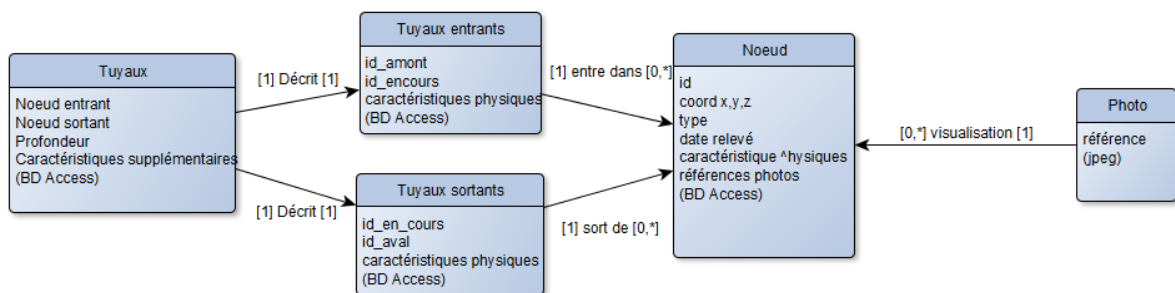 Tuyaux
Noeud entrant
Noeud sortant
Profondeur
Caractéristiques supplémentaires
(BD Access)
[1] Décrit [1]
[1] Décrit [1]
Tuyaux entrants
id_amont
id_encours
caractéristiques physiques
(BD Access)
Tuyaux sortants
id_en_cours
id_aval
caractéristiques physiques
(BD Access)
[1] entre dans [0,*]
[1] sort de [0,*]
Noeud
id
coord x,y,z
type
date relevé
caractéristique ^hysiques
références photos
(BD Access)
[0,*] visualisation [1]
Photo
référence
(jpeg)